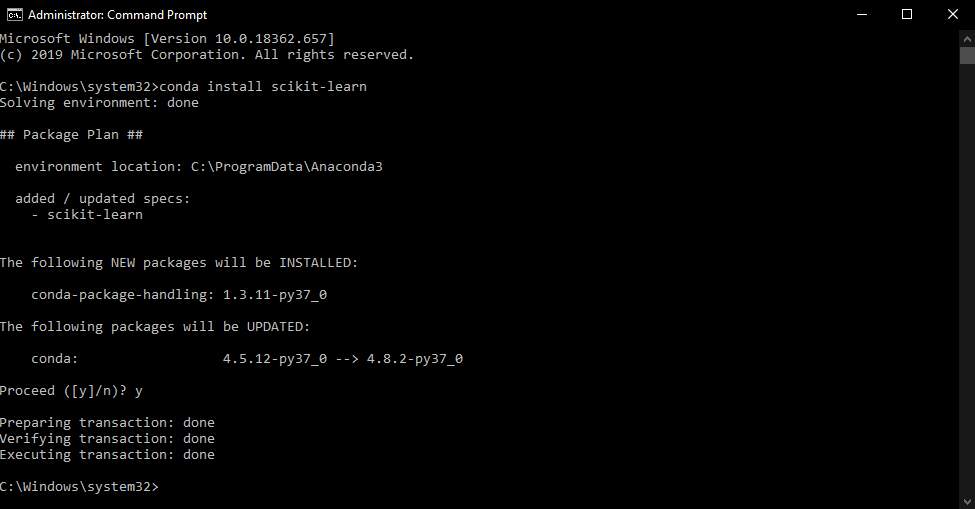 Administrator: Command Prompt
Microsoft Windows [Version 10.0.18362.657]
(c) 2019 Microsoft Corporation. All rights reserved.
C:\Windows\system32>conda install scikit-learn
Solving environment: done
## Package Plan ##
environment location: C:\ProgramData\Anaconda3
added / updated specs:
- scikit-learn
The following NEW packages will be INSTALLED:
conda-package-handling: 1.3.11-py37_0
The following packages will be UPDATED:
conda: 4.5.12-py37_0 --> 4.8.2-py37_0
Proceed ([y]/n)? y
Preparing transaction: done
Verifying transaction: done
Executing transaction: done
C:\Windows\system32>